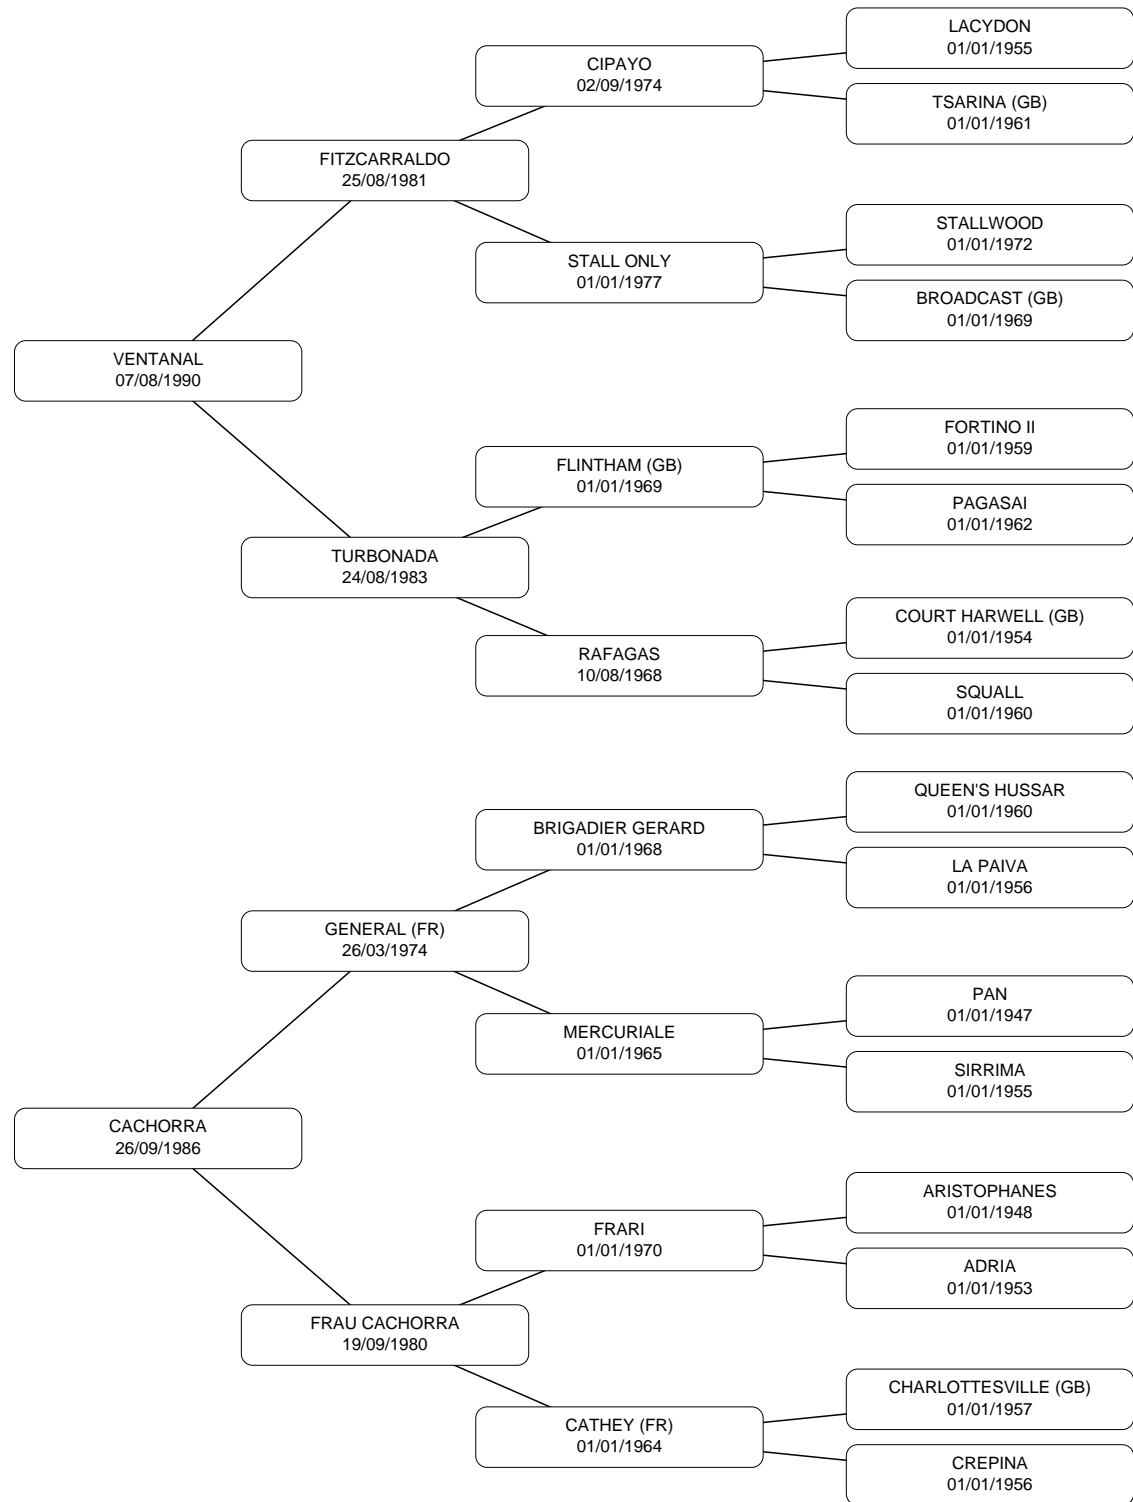 LACYDON
01/01/1955
CIPAYO
02/09/1974
TSARINA (GB)
01/01/1961
FITZCARRALDO
25/08/1981
STALLWOOD
01/01/1972
STALL ONLY
01/01/1977
BROADCAST (GB)
01/01/1969
VENTANAL
07/08/1990
FORTINO II
01/01/1959
FLINTHAM (GB)
01/01/1969
PAGASAI
01/01/1962
TURBONADA
24/08/1983
COURT HARWELL (GB)
01/01/1954
RAFAGAS
10/08/1968
SQUALL
01/01/1960
QUEEN'S HUSSAR
01/01/1960
BRIGADIER GERARD
01/01/1968
LA PAIVA
01/01/1956
GENERAL (FR)
26/03/1974
PAN
01/01/1947
MERCURIALE
01/01/1965
SIRRIMA
01/01/1955
CACHORRA
26/09/1986
ARISTOPHANES
01/01/1948
FRARI
01/01/1970
ADRIA
01/01/1953
FRAU CACHORRA
19/09/1980
CHARLOTTESVILLE (GB)
01/01/1957
CATHEY (FR)
01/01/1964
CREPINA
01/01/1956